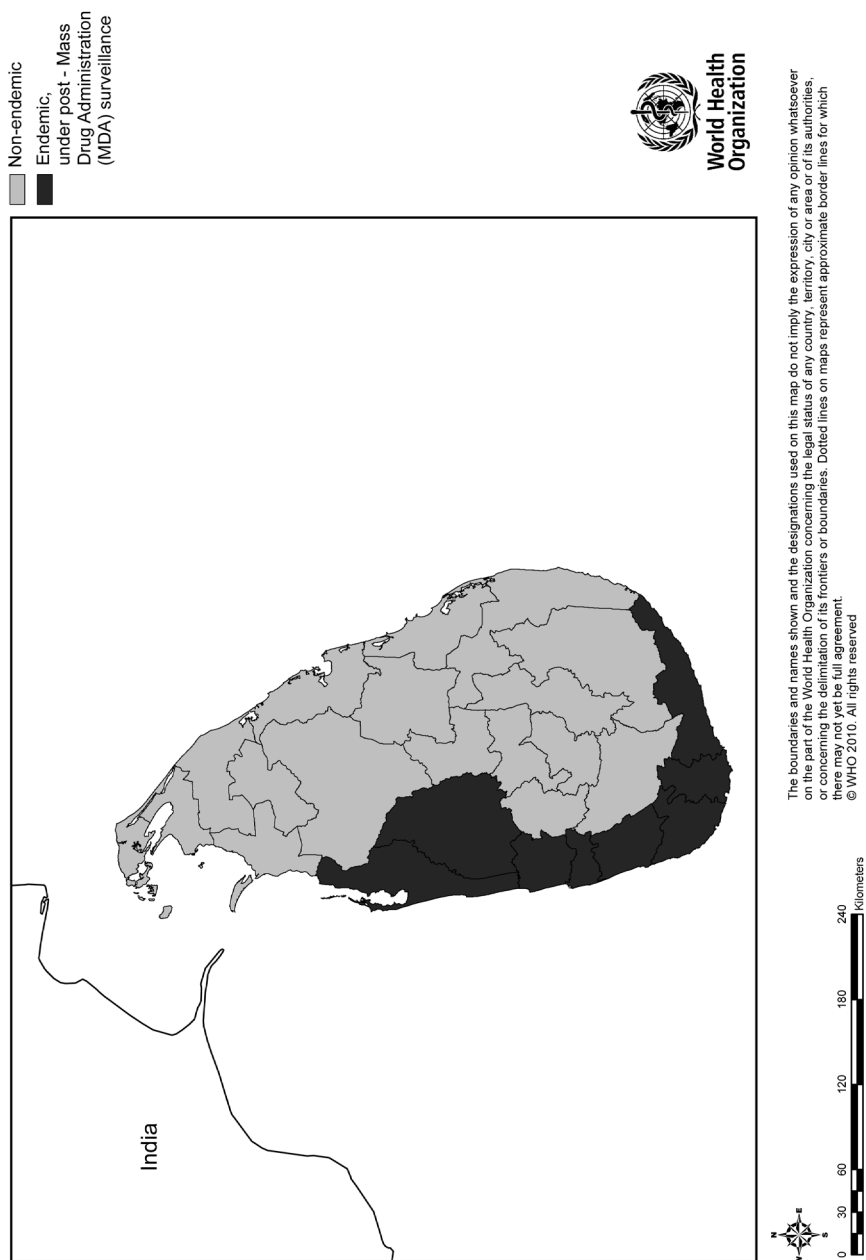 Non-endemic
Endemic,
under post - Mass
Drug Administration
(MDA) surveillance
India
World Health
Organization
N
W
E
S
0 30 60 120 180 240
Kilometers
The boundaries and names shown and the designations used on this map do not imply the expression of any opinion whatsoever
on the part of the World Health Organization concerning the legal status of any country, territory, city or area or of its authorities,
or concerning the delimitation of its frontiers or boundaries. Dotted lines on maps represent approximate border lines for which
there may not yet be full agreement.
© WHO 2010. All rights reserved